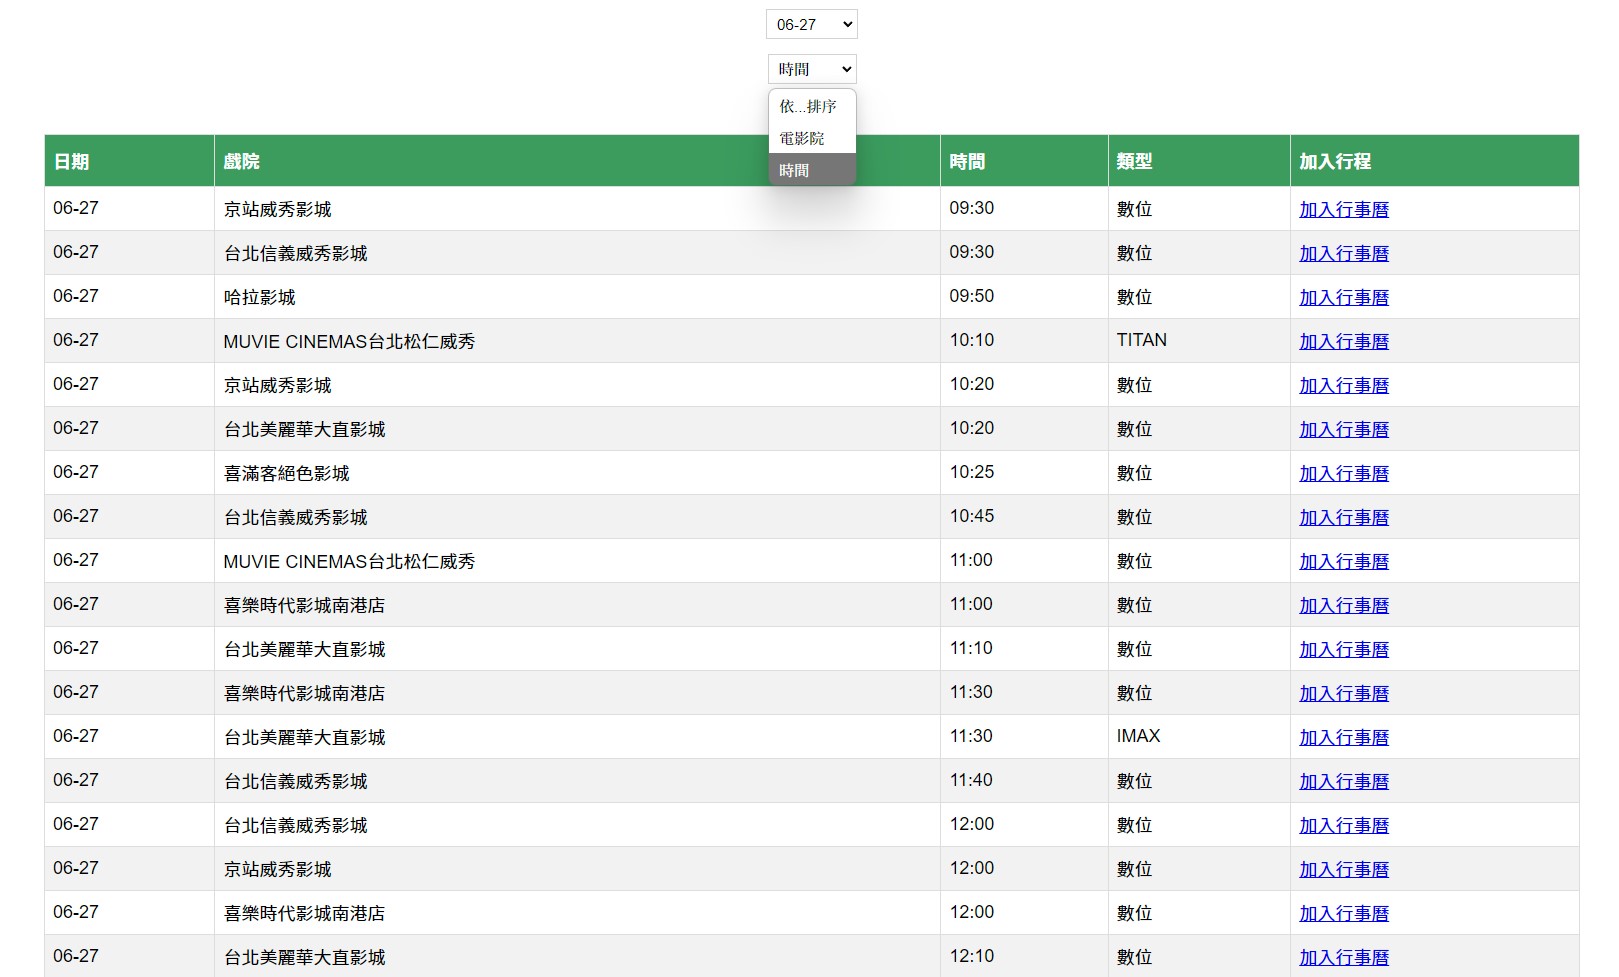 06-27
時間
依...排序
電影院
時間
日期 戲院 時間 類型 加入行程
06-27 京站威秀影城 09:30 數位 加入行事曆
06-27 台北信義威秀影城 09:30 數位 加入行事曆
06-27 哈拉影城 09:50 數位 加入行事曆
06-27 MUVIE CINEMAS台北松仁威秀 10:10 TITAN 加入行事曆
06-27 京站威秀影城 10:20 數位 加入行事曆
06-27 台北美麗華大直影城 10:20 數位 加入行事曆
06-27 喜滿客絕色影城 10:25 數位 加入行事曆
06-27 台北信義威秀影城 10:45 數位 加入行事曆
06-27 MUVIE CINEMAS台北松仁威秀 11:00 數位 加入行事曆
06-27 喜樂時代影城南港店 11:00 數位 加入行事曆
06-27 台北美麗華大直影城 11:10 數位 加入行事曆
06-27 喜樂時代影城南港店 11:30 數位 加入行事曆
06-27 台北美麗華大直影城 11:30 IMAX 加入行事曆
06-27 台北信義威秀影城 11:40 數位 加入行事曆
06-27 台北信義威秀影城 12:00 數位 加入行事曆
06-27 京站威秀影城 12:00 數位 加入行事曆
06-27 喜樂時代影城南港店 12:00 數位 加入行事曆
06-27 台北美麗華大直影城 12:10 數位 加入行事曆